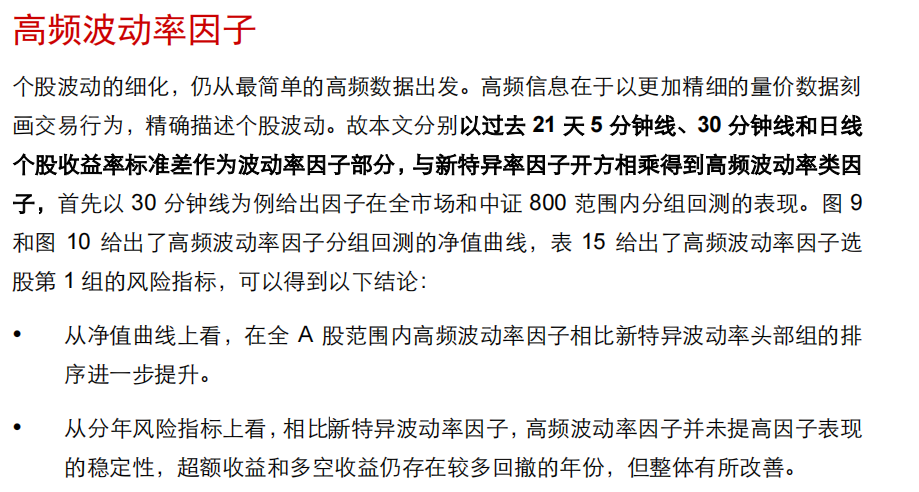 高频波动率因子
个股波动的细化，仍从最简单的高频数据出发。高频信息在于以更加精细的量价数据刻
画交易行为，精确描述个股波动。故本文分别以过去 21 天 5 分钟线、30 分钟线和日线
个股收益率标准差作为波动率因子部分，与新特异率因子开方相乘得到高频波动率类因
子，首先以 30 分钟线为例给出因子在全市场和中证 800 范围内分组回测的表现。图 9
和图 10 给出了高频波动率因子分组回测的净值曲线，表 15 给出了高频波动率因子选
股第 1 组的风险指标，可以得到以下结论：
• 从净值曲线上看，在全 A 股范围内高频波动率因子相比新特异波动率头部组的排
序进一步提升。
• 从分年风险指标上看，相比新特异波动率因子，高频波动率因子并未提高因子表现
的稳定性，超额收益和多空收益仍存在较多回撤的年份，但整体有所改善。